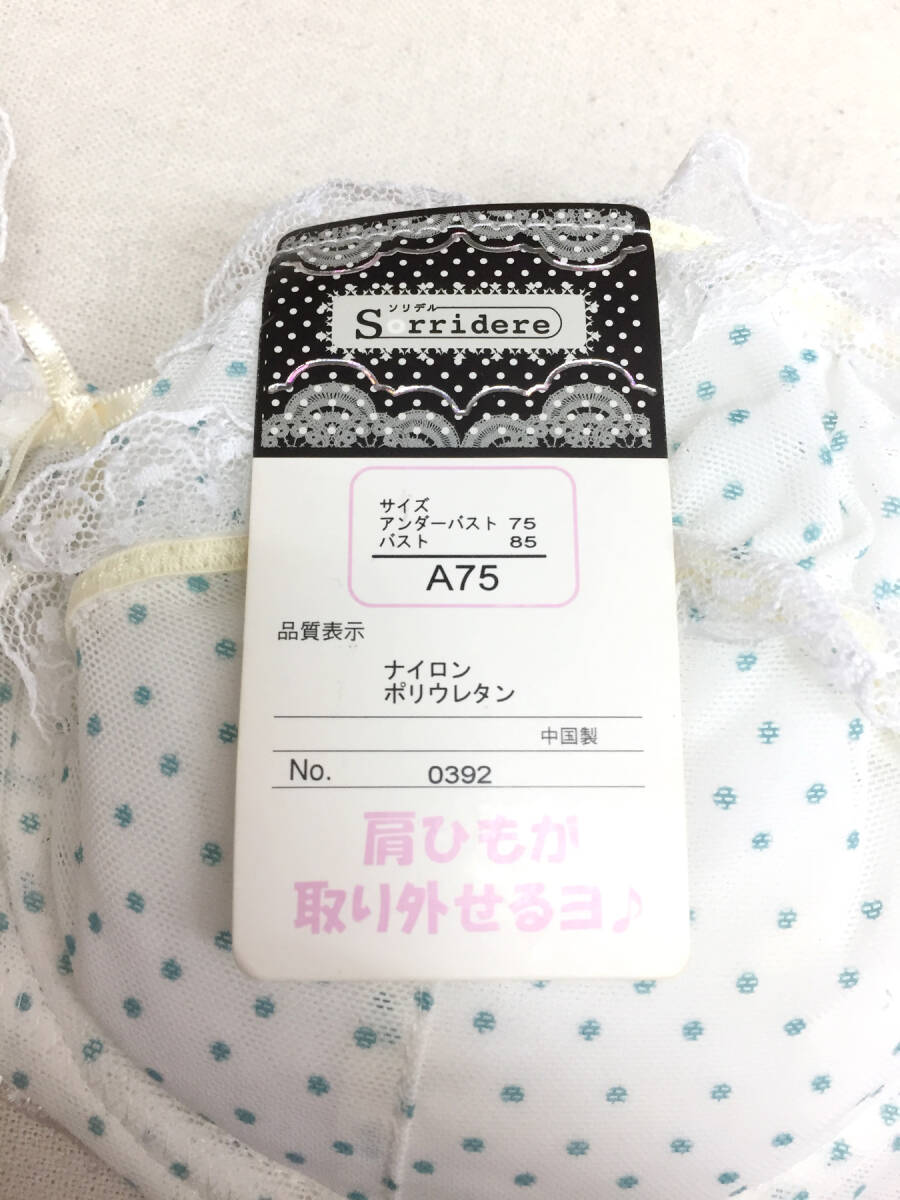 ソリデル
Sorridere
サイズ
アンダーバスト 75
バスト 85
A75
品質表示
ナイロン
ポリウレタン
中国製
No. 0392
肩ひもが
取り外せるヨ♪